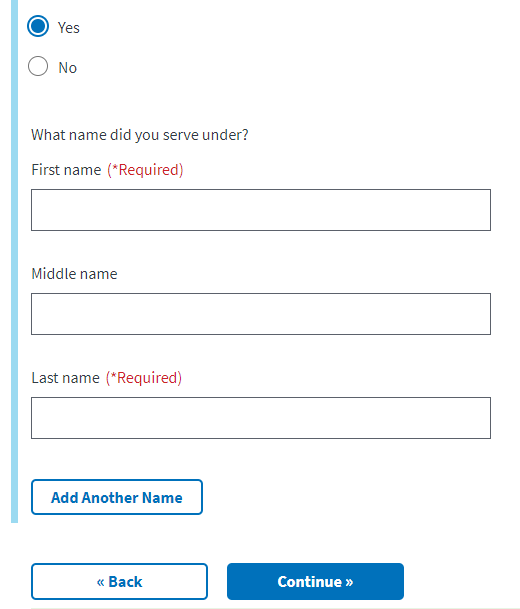 Yes
No
What name did you serve under?
First name (*Required)
Middle name
Last name (*Required)
Add Another Name
« Back
Continue »